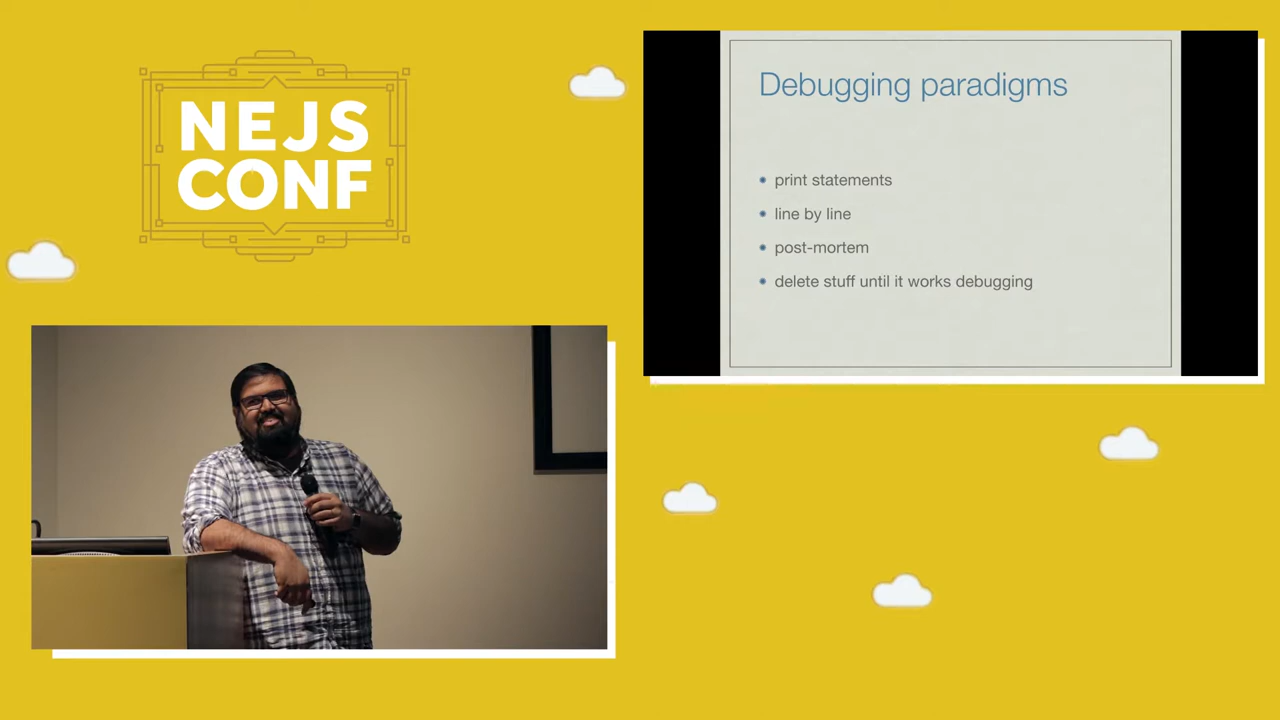 NEJS
CONF
Debugging paradigms
print statements
line by line
post-mortem
delete stuff until it works debugging